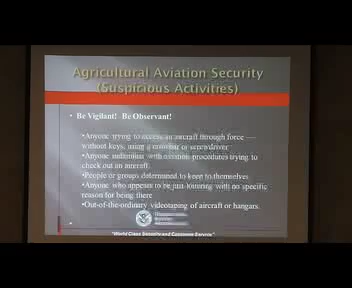 Agricultural Aviation Security
(Suspicious Activities)
• Be Vigilant! Be Observant!
•Anyone trying to access an aircraft through force —
without keys, using a crowbar or screwdriver
•Anyone unfamiliar with aviation procedures trying to
check out an aircraft.
•People or groups determined to keep to themselves
•Anyone who appears to be just loitering with no specific
reason for being there
•Out-of-the-ordinary videotaping of aircraft or hangars.
"World Class Security and Customer Service"